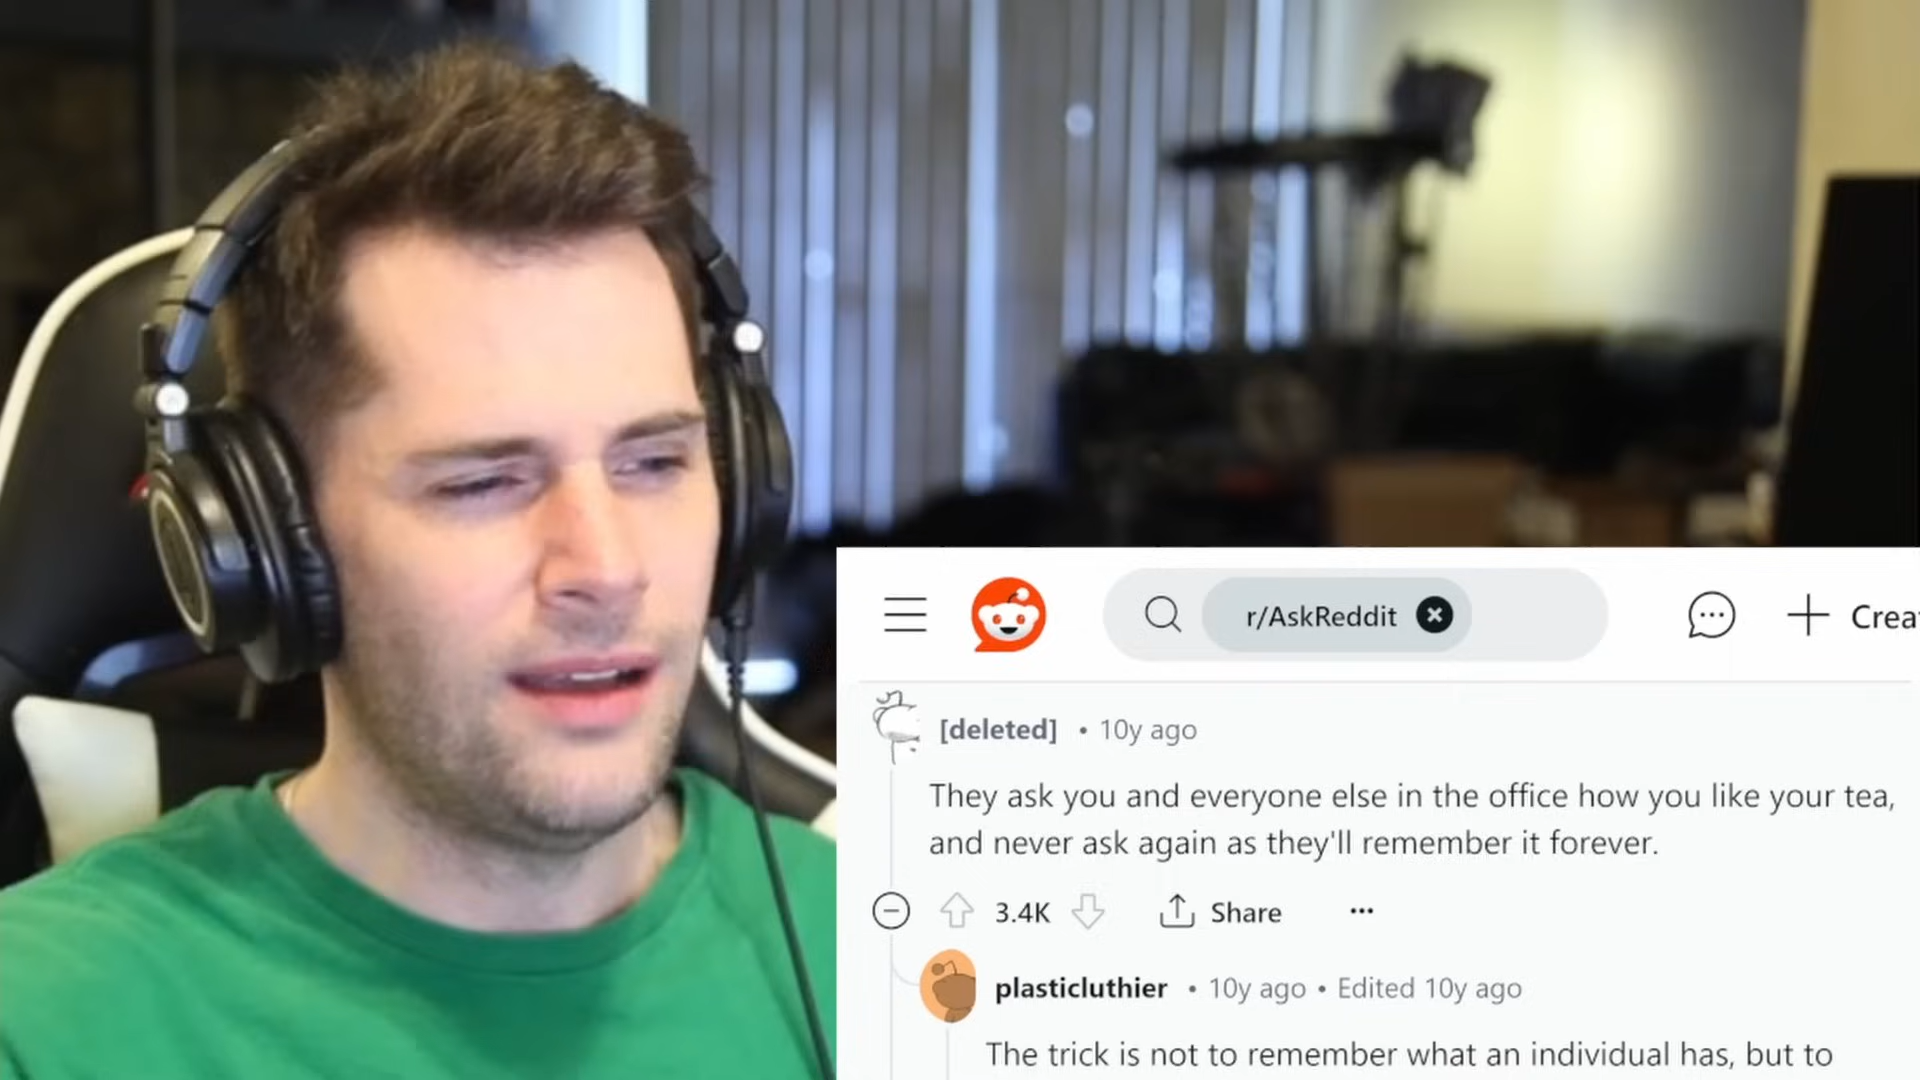 r/AskReddit
Crea
[deleted] • 10y ago
They ask you and everyone else in the office how you like your tea,
and never ask again as they'll remember it forever.
3.4K Share ...
plasticluthier • 10y ago • Edited 10y ago
The trick is not to remember what an individual has, but to